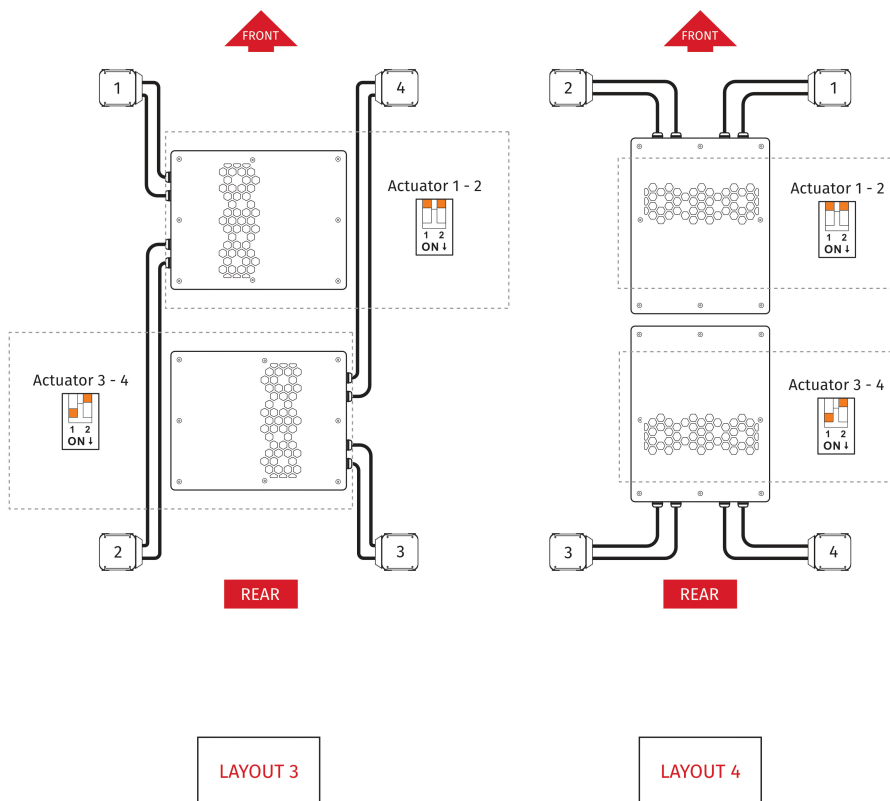 FRONT
1
4
Actuator 1 - 2
1 2
ON ↓
Actuator 3 - 4
1 2
ON ↓
2
3
REAR
LAYOUT 3
FRONT
2
1
Actuator 1 - 2
1 2
ON ↓
Actuator 3 - 4
1 2
ON ↓
3
4
REAR
LAYOUT 4